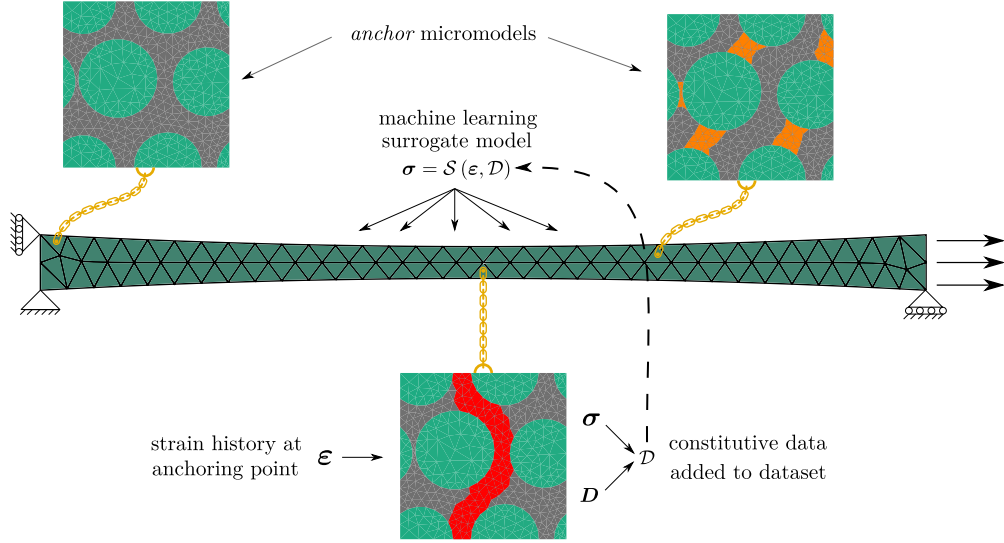 anchor micromodels
machine learning
surrogate model
σ = 𝒮 (ε, 𝒟)
strain history at
anchoring point
ε
σ
D
𝒟
constitutive data
added to dataset